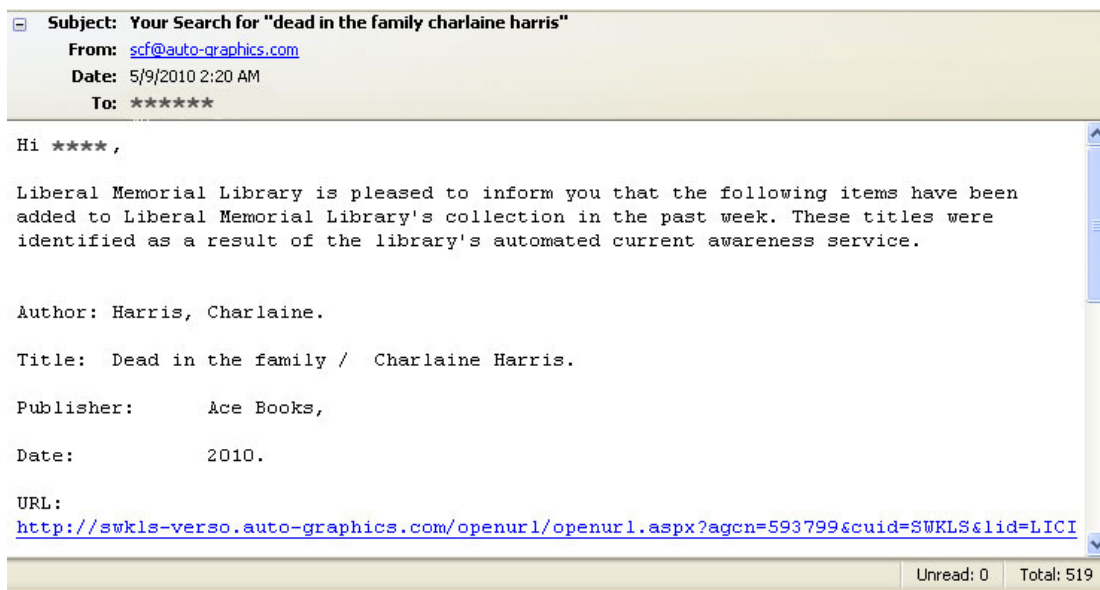 Subject: Your Search for "dead in the family charlaine harris"
From: scf@auto-graphics.com
Date: 5/9/2010 2:20 AM
To: ******
Hi ****,
Liberal Memorial Library is pleased to inform you that the following items have been
added to Liberal Memorial Library's collection in the past week. These titles were
identified as a result of the library's automated current awareness service.
Author: Harris, Charlaine.
Title:  Dead in the family /  Charlaine Harris.
Publisher:      Ace Books,
Date:           2010.
URL:
http://swkls-verso.auto-graphics.com/openurl/openurl.aspx?agcn=593799&cuid=SWKLS&lid=LICI
Unread: 0 Total: 519